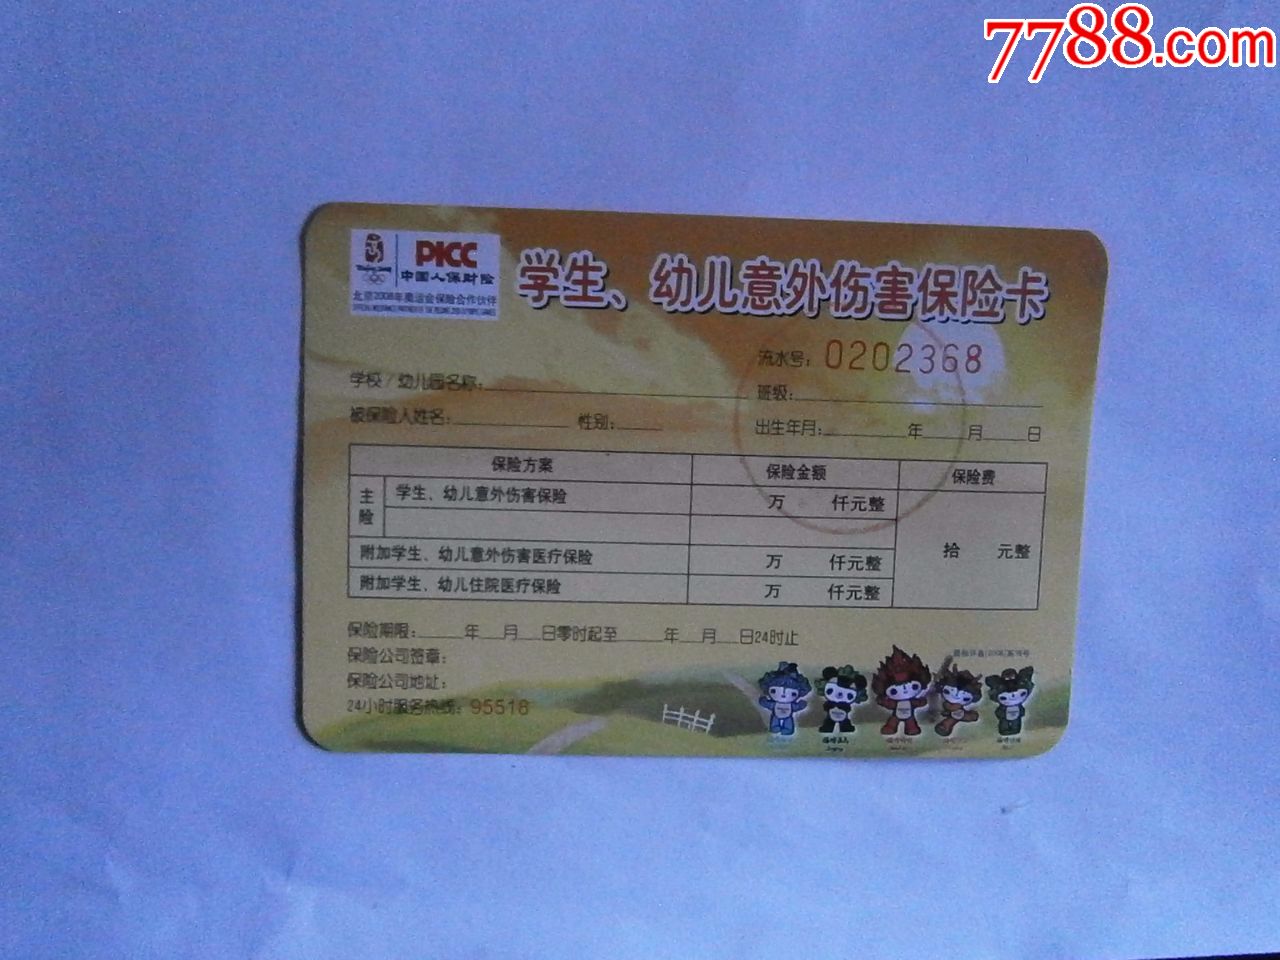 7788.com
Beijing 2008
PICC
中国人保财险
北京2008年奥运会保险合作伙伴
学生、幼儿意外伤害保险卡
流水号：0202368
学校/幼儿园名称：
班级：
被保险人姓名： 性别： 出生年月： 年 月 日
保险方案 保险金额 保险费
主险 学生、幼儿意外伤害保险 万 仟元整
拾 元整
附加学生、幼儿意外伤害医疗保险 万 仟元整
附加学生、幼儿住院医疗保险 万 仟元整
保险期限： 年 月 日零时起至 年 月 日24时止
保险公司签章：
保险公司地址：
24小时服务热线：95518